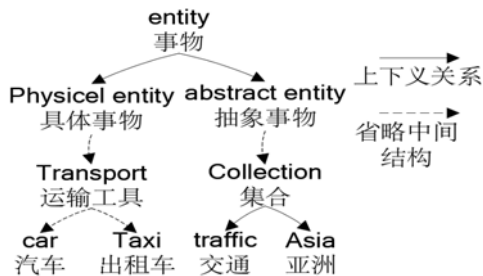 entity
事物
Physicel entity
具体事物
abstract entity
抽象事物
上下义关系
省略中间
结构
Transport
运输工具
Collection
集合
car
汽车
Taxi
出租车
traffic
交通
Asia
亚洲